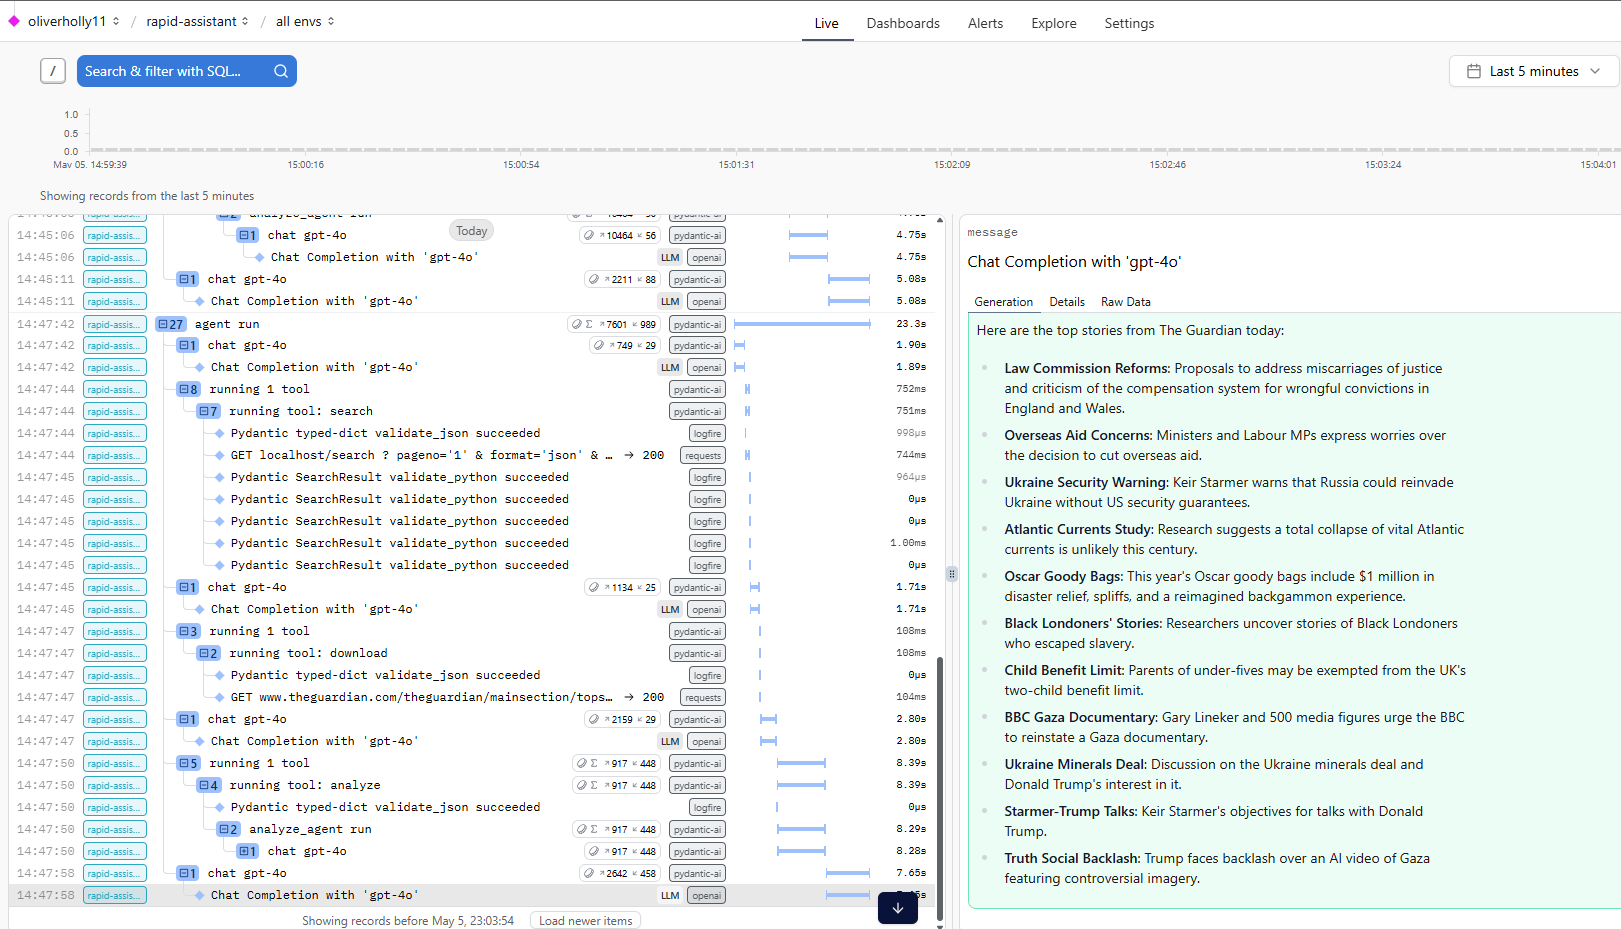 oliverholly11 / rapid-assistant / all envs
Live Dashboards Alerts Explore Settings
/ Search & filter with SQL... Last 5 minutes
1.0
0.5
0.0
May 05, 14:59:39 15:00:16 15:00:54 15:01:31 15:02:09 15:02:46 15:03:24 15:04:01
Showing records from the last 5 minutes
Today
14:45:06 rapid-assis... 1 chat gpt-4o 10464 56 pydantic-ai 4.75s
14:45:06 rapid-assis... Chat Completion with 'gpt-4o' LLM openai 4.75s
14:45:11 rapid-assis... 1 chat gpt-4o 2211 88 pydantic-ai 5.08s
14:45:11 rapid-assis... Chat Completion with 'gpt-4o' LLM openai 5.08s
14:47:42 rapid-assis... 27 agent run Σ 7601 989 pydantic-ai 23.3s
14:47:42 rapid-assis... 1 chat gpt-4o 749 29 pydantic-ai 1.90s
14:47:42 rapid-assis... Chat Completion with 'gpt-4o' LLM openai 1.89s
14:47:44 rapid-assis... 8 running 1 tool pydantic-ai 752ms
14:47:44 rapid-assis... 7 running tool: search pydantic-ai 751ms
14:47:44 rapid-assis... Pydantic typed-dict validate_json succeeded logfire 998µs
14:47:44 rapid-assis... GET localhost/search ? pageno='1' & format='json' & … → 200 requests 744ms
14:47:45 rapid-assis... Pydantic SearchResult validate_python succeeded logfire 964µs
14:47:45 rapid-assis... Pydantic SearchResult validate_python succeeded logfire 0µs
14:47:45 rapid-assis... Pydantic SearchResult validate_python succeeded logfire 0µs
14:47:45 rapid-assis... Pydantic SearchResult validate_python succeeded logfire 1.00ms
14:47:45 rapid-assis... Pydantic SearchResult validate_python succeeded logfire 0µs
14:47:45 rapid-assis... 1 chat gpt-4o 1134 25 pydantic-ai 1.71s
14:47:45 rapid-assis... Chat Completion with 'gpt-4o' LLM openai 1.71s
14:47:47 rapid-assis... 3 running 1 tool pydantic-ai 108ms
14:47:47 rapid-assis... 2 running tool: download pydantic-ai 108ms
14:47:47 rapid-assis... Pydantic typed-dict validate_json succeeded logfire 0µs
14:47:47 rapid-assis... GET www.theguardian.com/theguardian/mainsection/tops… → 200 requests 104ms
14:47:47 rapid-assis... 1 chat gpt-4o 2159 29 pydantic-ai 2.80s
14:47:47 rapid-assis... Chat Completion with 'gpt-4o' LLM openai 2.80s
14:47:50 rapid-assis... 5 running 1 tool Σ 917 448 pydantic-ai 8.39s
14:47:50 rapid-assis... 4 running tool: analyze Σ 917 448 pydantic-ai 8.39s
14:47:50 rapid-assis... Pydantic typed-dict validate_json succeeded logfire 0µs
14:47:50 rapid-assis... 2 analyze_agent run Σ 917 448 pydantic-ai 8.29s
14:47:50 rapid-assis... 1 chat gpt-4o 917 448 pydantic-ai 8.28s
14:47:58 rapid-assis... 1 chat gpt-4o 2642 458 pydantic-ai 7.65s
14:47:58 rapid-assis... Chat Completion with 'gpt-4o' LLM openai
Showing records before May 5, 23:03:54 Load newer items
message
Chat Completion with 'gpt-4o'
Generation Details Raw Data
Here are the top stories from The Guardian today:
Law Commission Reforms: Proposals to address miscarriages of justice
and criticism of the compensation system for wrongful convictions in
England and Wales.
Overseas Aid Concerns: Ministers and Labour MPs express worries over
the decision to cut overseas aid.
Ukraine Security Warning: Keir Starmer warns that Russia could reinvade
Ukraine without US security guarantees.
Atlantic Currents Study: Research suggests a total collapse of vital Atlantic
currents is unlikely this century.
Oscar Goody Bags: This year's Oscar goody bags include $1 million in
disaster relief, spliffs, and a reimagined backgammon experience.
Black Londoners' Stories: Researchers uncover stories of Black Londoners
who escaped slavery.
Child Benefit Limit: Parents of under-fives may be exempted from the UK's
two-child benefit limit.
BBC Gaza Documentary: Gary Lineker and 500 media figures urge the BBC
to reinstate a Gaza documentary.
Ukraine Minerals Deal: Discussion on the Ukraine minerals deal and
Donald Trump's interest in it.
Starmer-Trump Talks: Keir Starmer's objectives for talks with Donald
Trump.
Truth Social Backlash: Trump faces backlash over an AI video of Gaza
featuring controversial imagery.